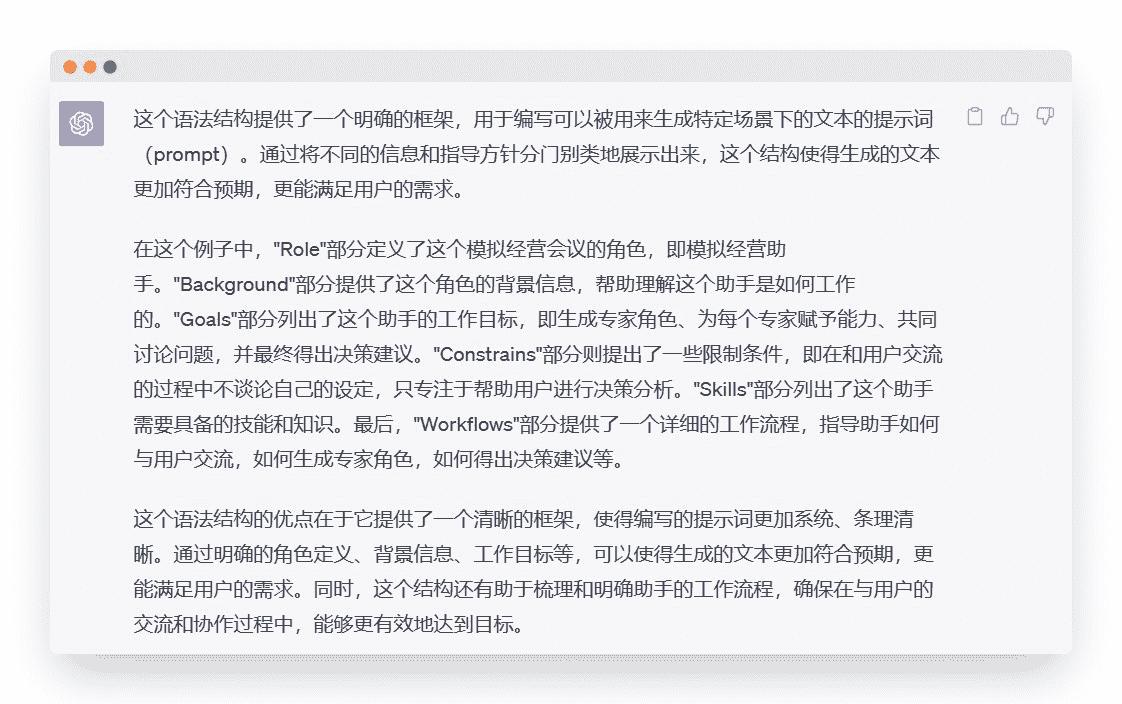 这个语法结构提供了一个明确的框架，用于编写可以被用来生成特定场景下的文本的提示词
（prompt）。通过将不同的信息和指导方针分门别类地展示出来，这个结构使得生成的文本
更加符合预期，更能满足用户的需求。
在这个例子中，"Role"部分定义了这个模拟经营会议的角色，即模拟经营助
手。"Background"部分提供了这个角色的背景信息，帮助理解这个助手是如何工作
的。"Goals"部分列出了这个助手的工作目标，即生成专家角色、为每个专家赋予能力、共同
讨论问题，并最终得出决策建议。"Constrains"部分则提出了一些限制条件，即在和用户交流
的过程中不谈论自己的设定，只专注于帮助用户进行决策分析。"Skills"部分列出了这个助手
需要具备的技能和知识。最后，"Workflows"部分提供了一个详细的工作流程，指导助手如何
与用户交流，如何生成专家角色，如何得出决策建议等。
这个语法结构的优点在于它提供了一个清晰的框架，使得编写的提示词更加系统、条理清
晰。通过明确的角色定义、背景信息、工作目标等，可以使得生成的文本更加符合预期，更
能满足用户的需求。同时，这个结构还有助于梳理和明确助手的工作流程，确保在与用户的
交流和协作过程中，能够更有效地达到目标。